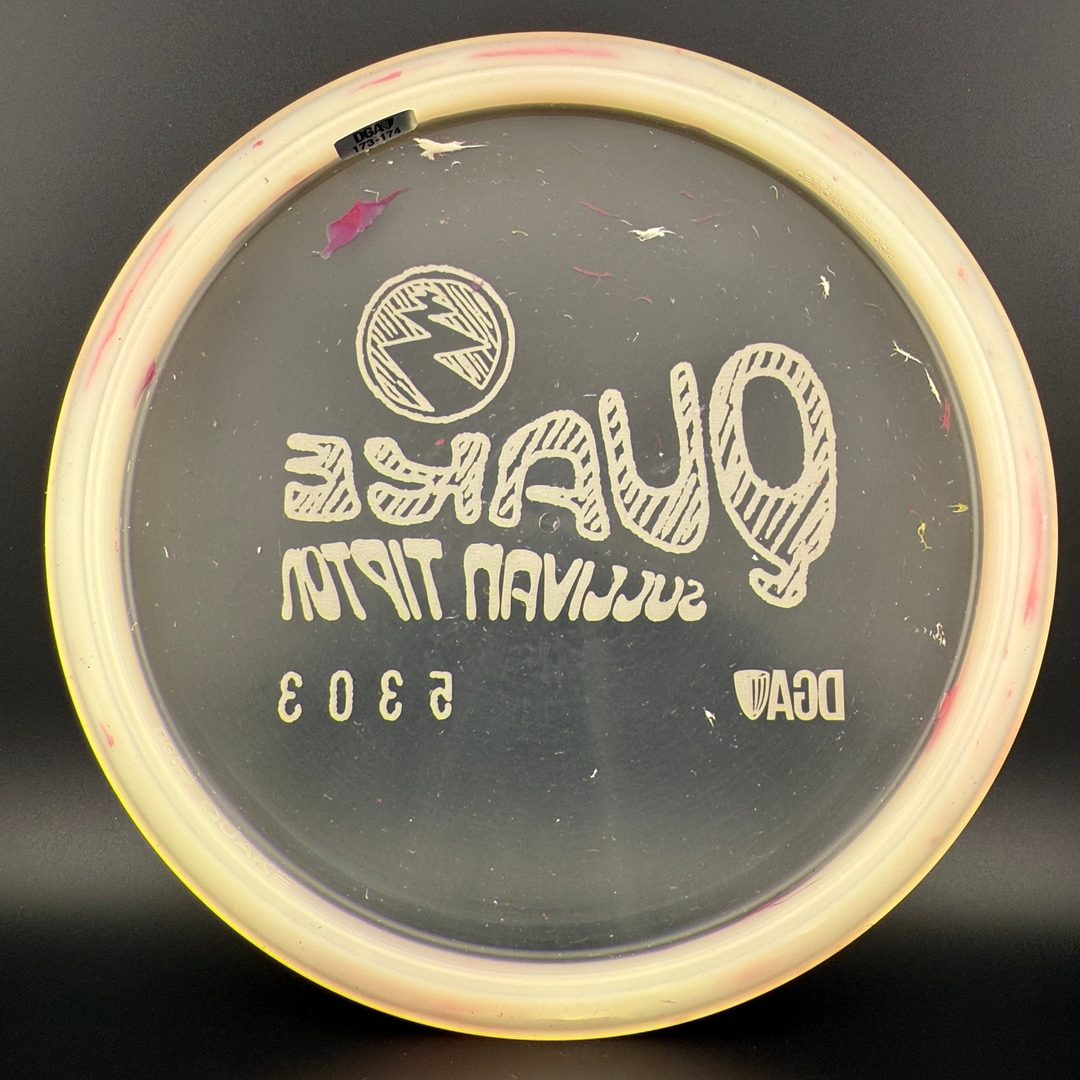 DGA
173-174
QUAKE
SULLIVAN TIPTON
5 3 0 3
DGA